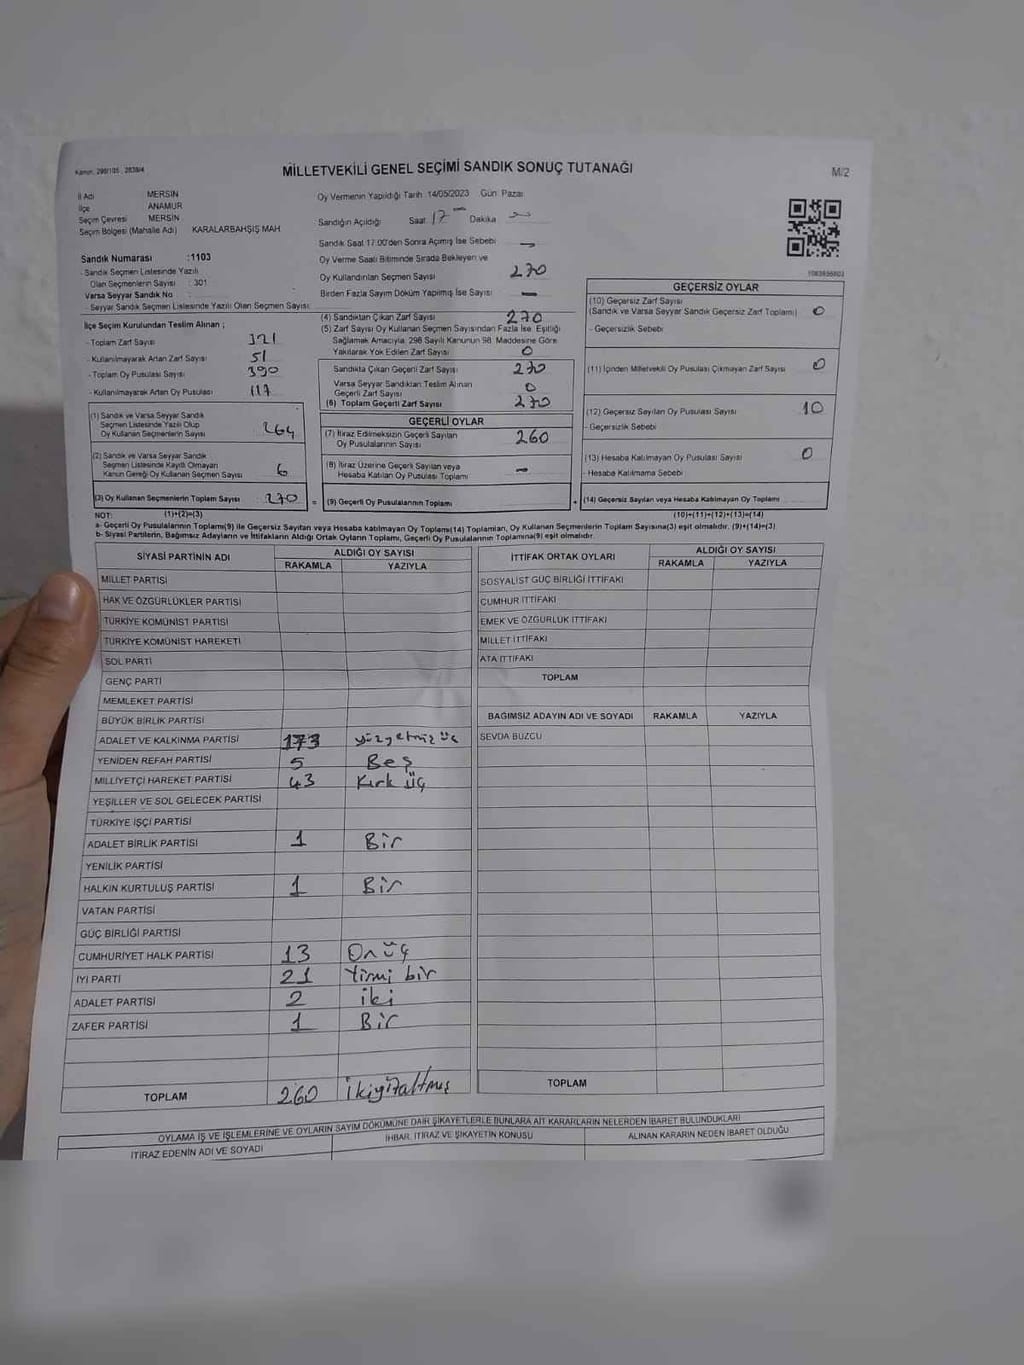 Kanun: 298/105 , 2839/4
MİLLETVEKİLİ GENEL SEÇİMİ SANDIK SONUÇ TUTANAĞI
M/2
İl Adı : MERSİN
İlçe : ANAMUR
Seçim Çevresi : MERSİN
Seçim Bölgesi (Mahalle Adı) : KARALARBAHŞİŞ MAH
Sandık Numarası :1103
- Sandık Seçmen Listesinde Yazılı
Olan Seçmenlerin Sayısı : 301
Varsa Seyyar Sandık No :
- Seyyar Sandık Seçmen Listesinde Yazılı Olan Seçmen Sayısı:
İlçe Seçim Kurulundan Teslim Alınan ;
- Toplam Zarf Sayısı : 321
- Kullanılmayarak Artan Zarf Sayısı : 51
- Toplam Oy Pusulası Sayısı : 390
- Kullanılmayarak Artan Oy Pusulası : 117
(1) Sandık ve Varsa Seyyar Sandık
Seçmen Listesinde Yazılı Olup
Oy Kullanan Seçmenlerin Sayısı 264
(2) Sandık ve Varsa Seyyar Sandık
Seçmen Listesinde Kayıtlı Olmayan
Kanun Gereği Oy Kullanan Seçmen Sayısı 6
(3) Oy Kullanan Seçmenlerin Toplam Sayısı 270
Oy Vermenin Yapıldığı Tarih: 14/05/2023 Gün: Pazar
Sandığın Açıldığı Saat 17 Dakika
Sandık Saat 17:00'den Sonra Açılmış İse Sebebi : -
Oy Verme Saati Bitiminde Sırada Bekleyen ve
Oy Kullandırılan Seçmen Sayısı : 270
Birden Fazla Sayım Döküm Yapılmış İse Sayısı : -
(4) Sandıktan Çıkan Zarf Sayısı : 270
(5) Zarf Sayısı Oy Kullanan Seçmen Sayısından Fazla İse, Eşitliği
Sağlamak Amacıyla, 298 Sayılı Kanunun 98. Maddesine Göre
Yakılarak Yok Edilen Zarf Sayısı : 0
Sandıkta Çıkan Geçerli Zarf Sayısı : 270
Varsa Seyyar Sandıktan Teslim Alınan
Geçerli Zarf Sayısı : 0
(6) Toplam Geçerli Zarf Sayısı : 270
GEÇERLİ OYLAR
(7) İtiraz Edilmeksizin Geçerli Sayılan
Oy Pusulalarının Sayısı : 260
(8) İtiraz Üzerine Geçerli Sayılan veya
Hesaba Katılan Oy Pusulası Toplamı : -
= (9) Geçerli Oy Pusulalarının Toplamı
1083895803
GEÇERSİZ OYLAR
(10) Geçersiz Zarf Sayısı
(Sandık ve Varsa Seyyar Sandık Geçersiz Zarf Toplamı) : 0
- Geçersizlik Sebebi :
(11) İçinden Milletvekili Oy Pusulası Çıkmayan Zarf Sayısı : 0
(12) Geçersiz Sayılan Oy Pusulası Sayısı : 10
- Geçersizlik Sebebi :
(13) Hesaba Katılmayan Oy Sayısı : 0
- Hesaba Katılmama Sebebi :
+ (14) Geçersiz Sayılan veya Hesaba Katılmayan Oy Toplamı
NOT: (1)+(2)=(3) (10)+(11)+(12)+(13)=(14)
a- Geçerli Oy Pusulalarının Toplamı(9) ile Geçersiz Sayılan veya Hesaba katılmayan Oy Toplamı(14) Toplamları, Oy Kullanan Seçmenlerin Toplam Sayısına(3) eşit olmalıdır. (9)+(14)=(3)
b- Siyasi Partilerin, Bağımsız Adayların ve İttifakların Aldığı Ortak Oyların Toplamı, Geçerli Oy Pusulalarının Toplamına(9) eşit olmalıdır.
SİYASİ PARTİNİN ADI ALDIĞI OY SAYISI
RAKAMLA YAZIYLA
MİLLET PARTİSİ
HAK VE ÖZGÜRLÜKLER PARTİSİ
TÜRKİYE KOMÜNİST PARTİSİ
TÜRKİYE KOMÜNİST HAREKETİ
SOL PARTİ
GENÇ PARTİ
MEMLEKET PARTİSİ
BÜYÜK BİRLİK PARTİSİ
ADALET VE KALKINMA PARTİSİ 173 yüzyetmiş üç
YENİDEN REFAH PARTİSİ 5 Beş
MİLLİYETÇİ HAREKET PARTİSİ 43 Kırk üç
YEŞİLLER VE SOL GELECEK PARTİSİ
TÜRKİYE İŞÇİ PARTİSİ
ADALET BİRLİK PARTİSİ 1 Bir
YENİLİK PARTİSİ
HALKIN KURTULUŞ PARTİSİ 1 Bir
VATAN PARTİSİ
GÜÇ BİRLİĞİ PARTİSİ
CUMHURİYET HALK PARTİSİ 13 Onüç
İYİ PARTİ 21 Yirmi bir
ADALET PARTİSİ 2 iki
ZAFER PARTİSİ 1 Bir
TOPLAM 260 ikiyüzaltmış
İTTİFAK ORTAK OYLARI ALDIĞI OY SAYISI
RAKAMLA YAZIYLA
SOSYALİST GÜÇ BİRLİĞİ İTTİFAKI
CUMHUR İTTİFAKI
EMEK VE ÖZGÜRLÜK İTTİFAKI
MİLLET İTTİFAKI
ATA İTTİFAKI
TOPLAM
BAĞIMSIZ ADAYIN ADI VE SOYADI RAKAMLA YAZIYLA
SEVDA BUZCU
TOPLAM
OYLAMA İŞ VE İŞLEMLERİNE VE OYLARIN SAYIM DÖKÜMÜNE DAİR ŞİKAYETLERLE BUNLARA AİT KARARLARIN NELERDEN İBARET BULUNDUKLARI
İTİRAZ EDENİN ADI VE SOYADI İHBAR, İTİRAZ VE ŞİKAYETİN KONUSU ALINAN KARARIN NEDEN İBARET OLDUĞU